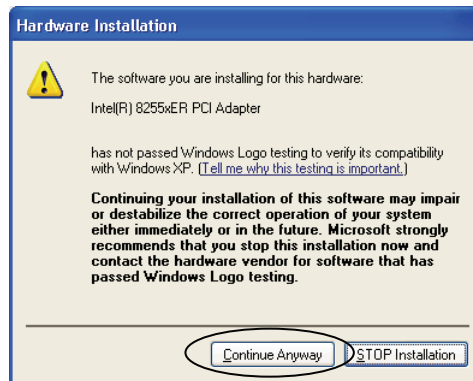 Hardware Installation
The software you are installing for this hardware:
Intel(R) 8255xER PCI Adapter
has not passed Windows Logo testing to verify its compatibility
with Windows XP. (Tell me why this testing is important.)
Continuing your installation of this software may impair
or destabilize the correct operation of your system
either immediately or in the future. Microsoft strongly
recommends that you stop this installation now and
contact the hardware vendor for software that has
passed Windows Logo testing.
Continue Anyway STOP Installation